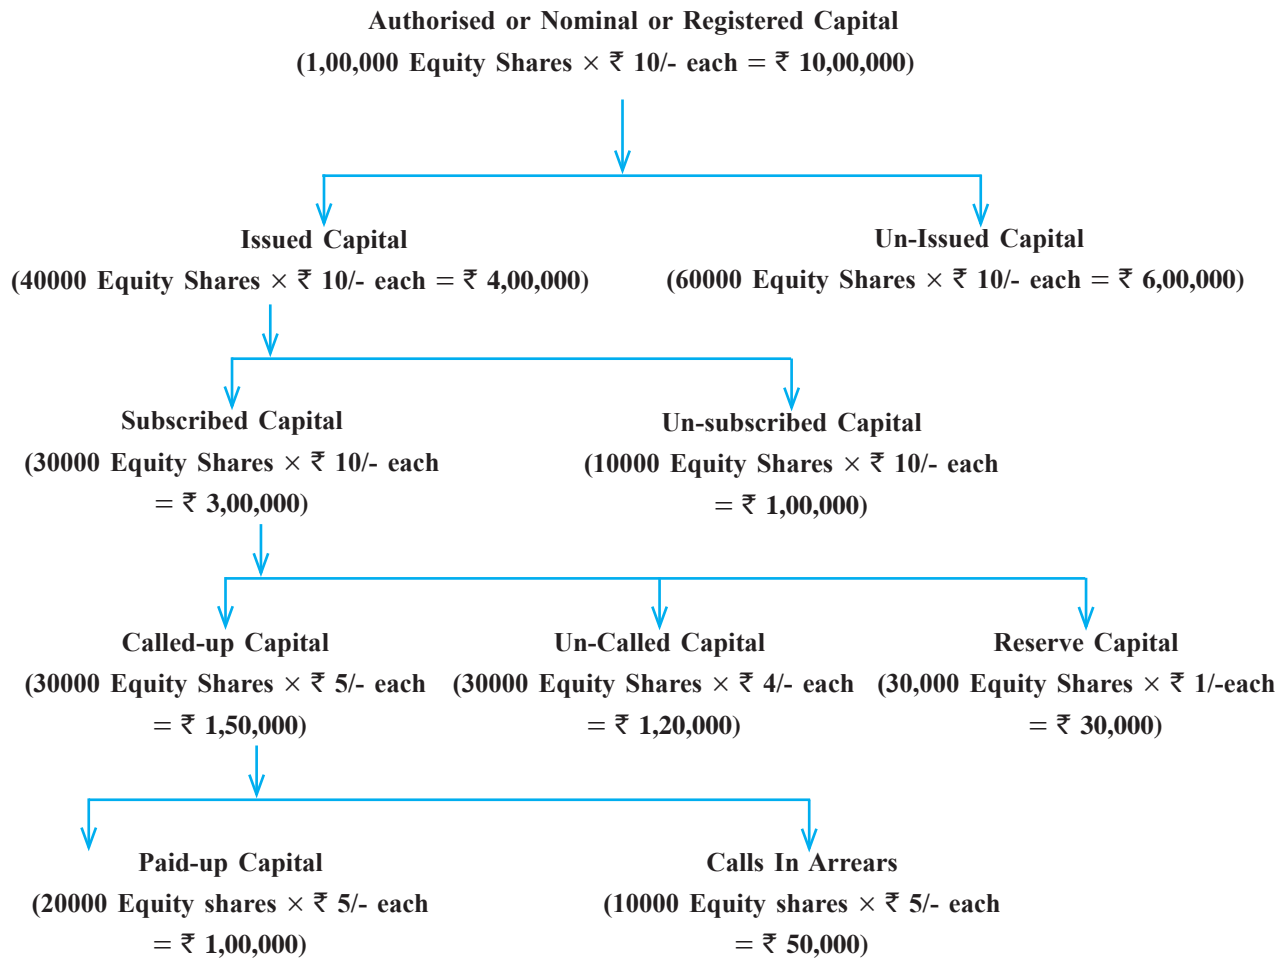 Authorised or Nominal or Registered Capital
(1,00,000 Equity Shares × ₹ 10/- each = ₹ 10,00,000)
Issued Capital
(40000 Equity Shares × ₹ 10/- each = ₹ 4,00,000)
Un-Issued Capital
(60000 Equity Shares × ₹ 10/- each = ₹ 6,00,000)
Subscribed Capital
(30000 Equity Shares × ₹ 10/- each
= ₹ 3,00,000)
Un-subscribed Capital
(10000 Equity Shares × ₹ 10/- each
= ₹ 1,00,000)
Called-up Capital
(30000 Equity Shares × ₹ 5/- each
= ₹ 1,50,000)
Un-Called Capital
(30000 Equity Shares × ₹ 4/- each
= ₹ 1,20,000)
Reserve Capital
(30,000 Equity Shares × ₹ 1/-each
= ₹ 30,000)
Paid-up Capital
(20000 Equity shares × ₹ 5/- each
= ₹ 1,00,000)
Calls In Arrears
(10000 Equity shares × ₹ 5/- each
= ₹ 50,000)